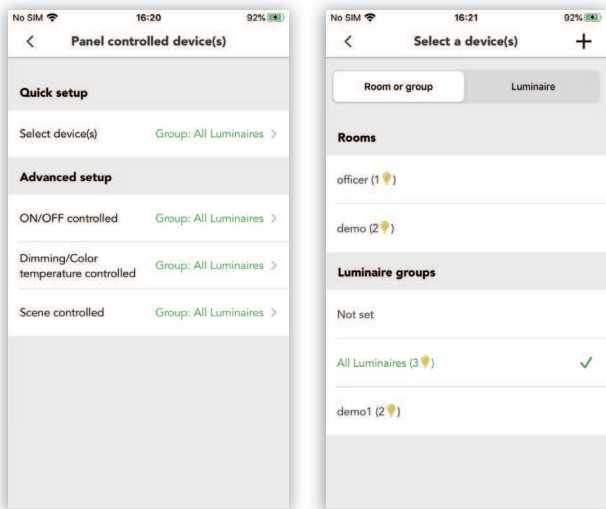 No SIM 16:20 92%
Panel controlled device(s)
Quick setup
Select device(s) Group: All Luminaires
Advanced setup
ON/OFF controlled Group: All Luminaires
Dimming/Color
temperature controlled Group: All Luminaires
Scene controlled Group: All Luminaires
No SIM 16:21 92%
Select a device(s)
Room or group Luminaire
Rooms
officer (1)
demo (2)
Luminaire groups
Not set
All Luminaires (3)
demo1 (2)